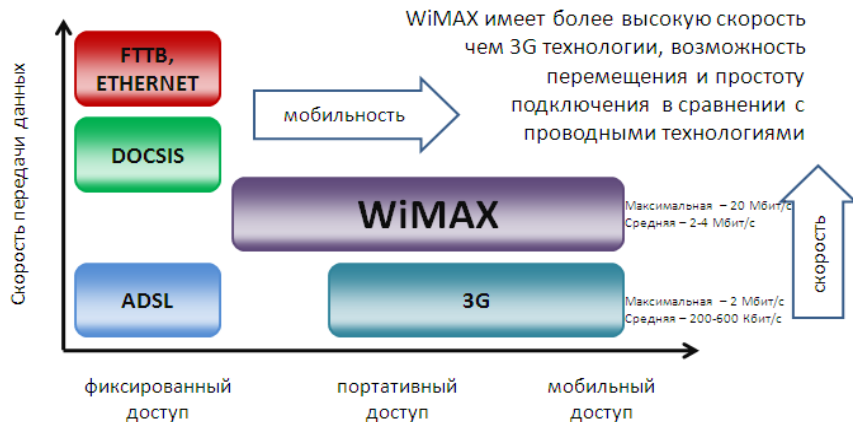 WiMAX имеет более высокую скорость
чем 3G технологии, возможность
перемещения и простоту
подключения в сравнении с
проводными технологиями
Скорость передачи данных
FTTB,
ETHERNET
мобильность
DOCSIS
WiMAX
Максимальная – 20 Мбит/с
Средняя – 2-4 Мбит/с
скорость
ADSL
3G
Максимальная – 2 Мбит/с
Средняя – 200-600 Кбит/с
фиксированный
доступ
портативный
доступ
мобильный
доступ